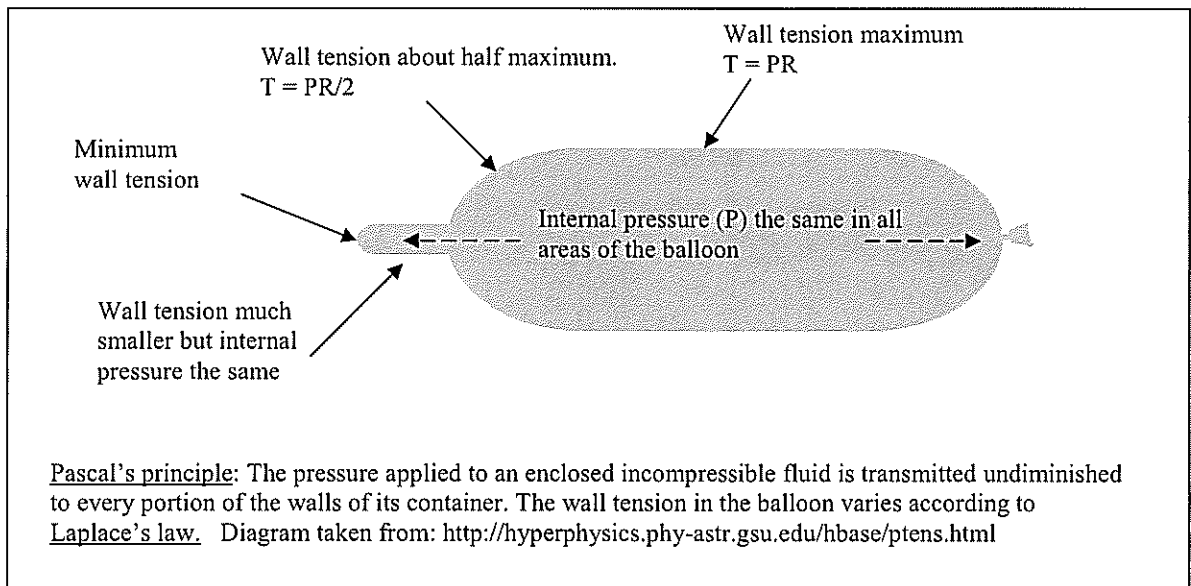 Wall tension about half maximum.
T = PR/2
Wall tension maximum
T = PR
Minimum
wall tension
Internal pressure (P) the same in all
areas of the balloon
Wall tension much
smaller but internal
pressure the same
Pascal's principle: The pressure applied to an enclosed incompressible fluid is transmitted undiminished
to every portion of the walls of its container. The wall tension in the balloon varies according to
Laplace's law. Diagram taken from: http://hyperphysics.phy-astr.gsu.edu/hbase/ptens.html